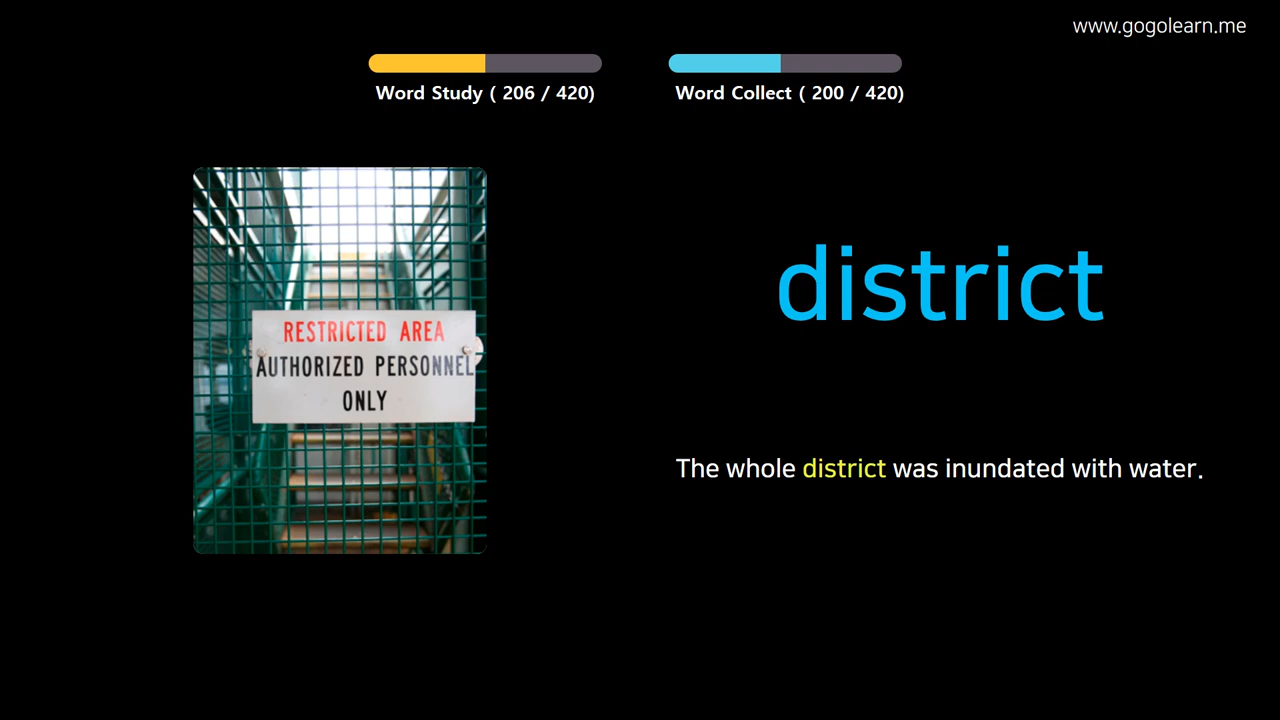 www.gogolearn.me
Word Study ( 206 / 420)
Word Collect ( 200 / 420)
RESTRICTED AREA
AUTHORIZED PERSONNEL
ONLY
district
The whole district was inundated with water.